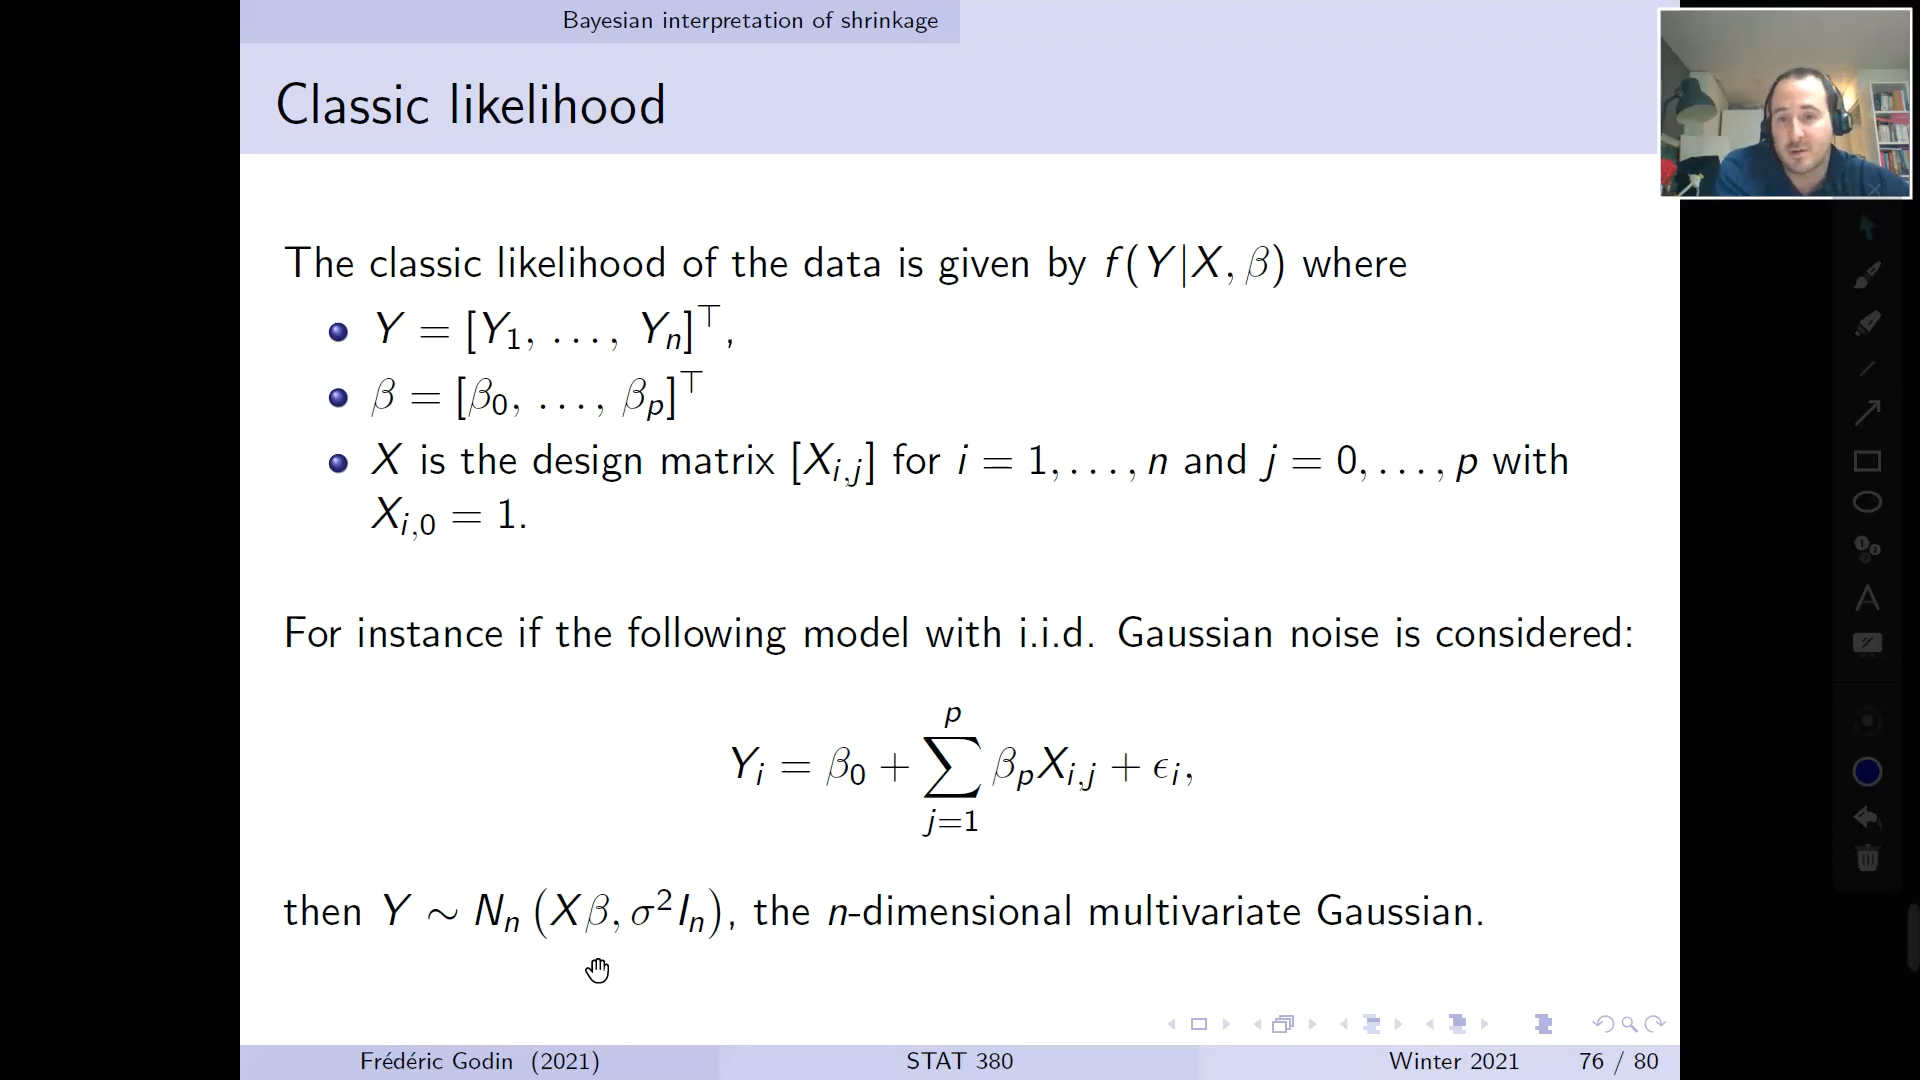 Bayesian interpretation of shrinkage
Classic likelihood
The classic likelihood of the data is given by f(Y|X, β) where
Y = [Y₁, …, Yₙ]⊤,
β = [β₀, …, βₚ]⊤
X is the design matrix [Xᵢ,ⱼ] for i = 1, …, n and j = 0, …, p with
Xᵢ,₀ = 1.
For instance if the following model with i.i.d. Gaussian noise is considered:
Yᵢ = β₀ + ∑ⱼ₌₁ᵖ βₚXᵢ,ⱼ + ϵᵢ,
then Y ∼ Nₙ (Xβ, σ²Iₙ), the n-dimensional multivariate Gaussian.
Frédéric Godin (2021) STAT 380 Winter 2021 76 / 80